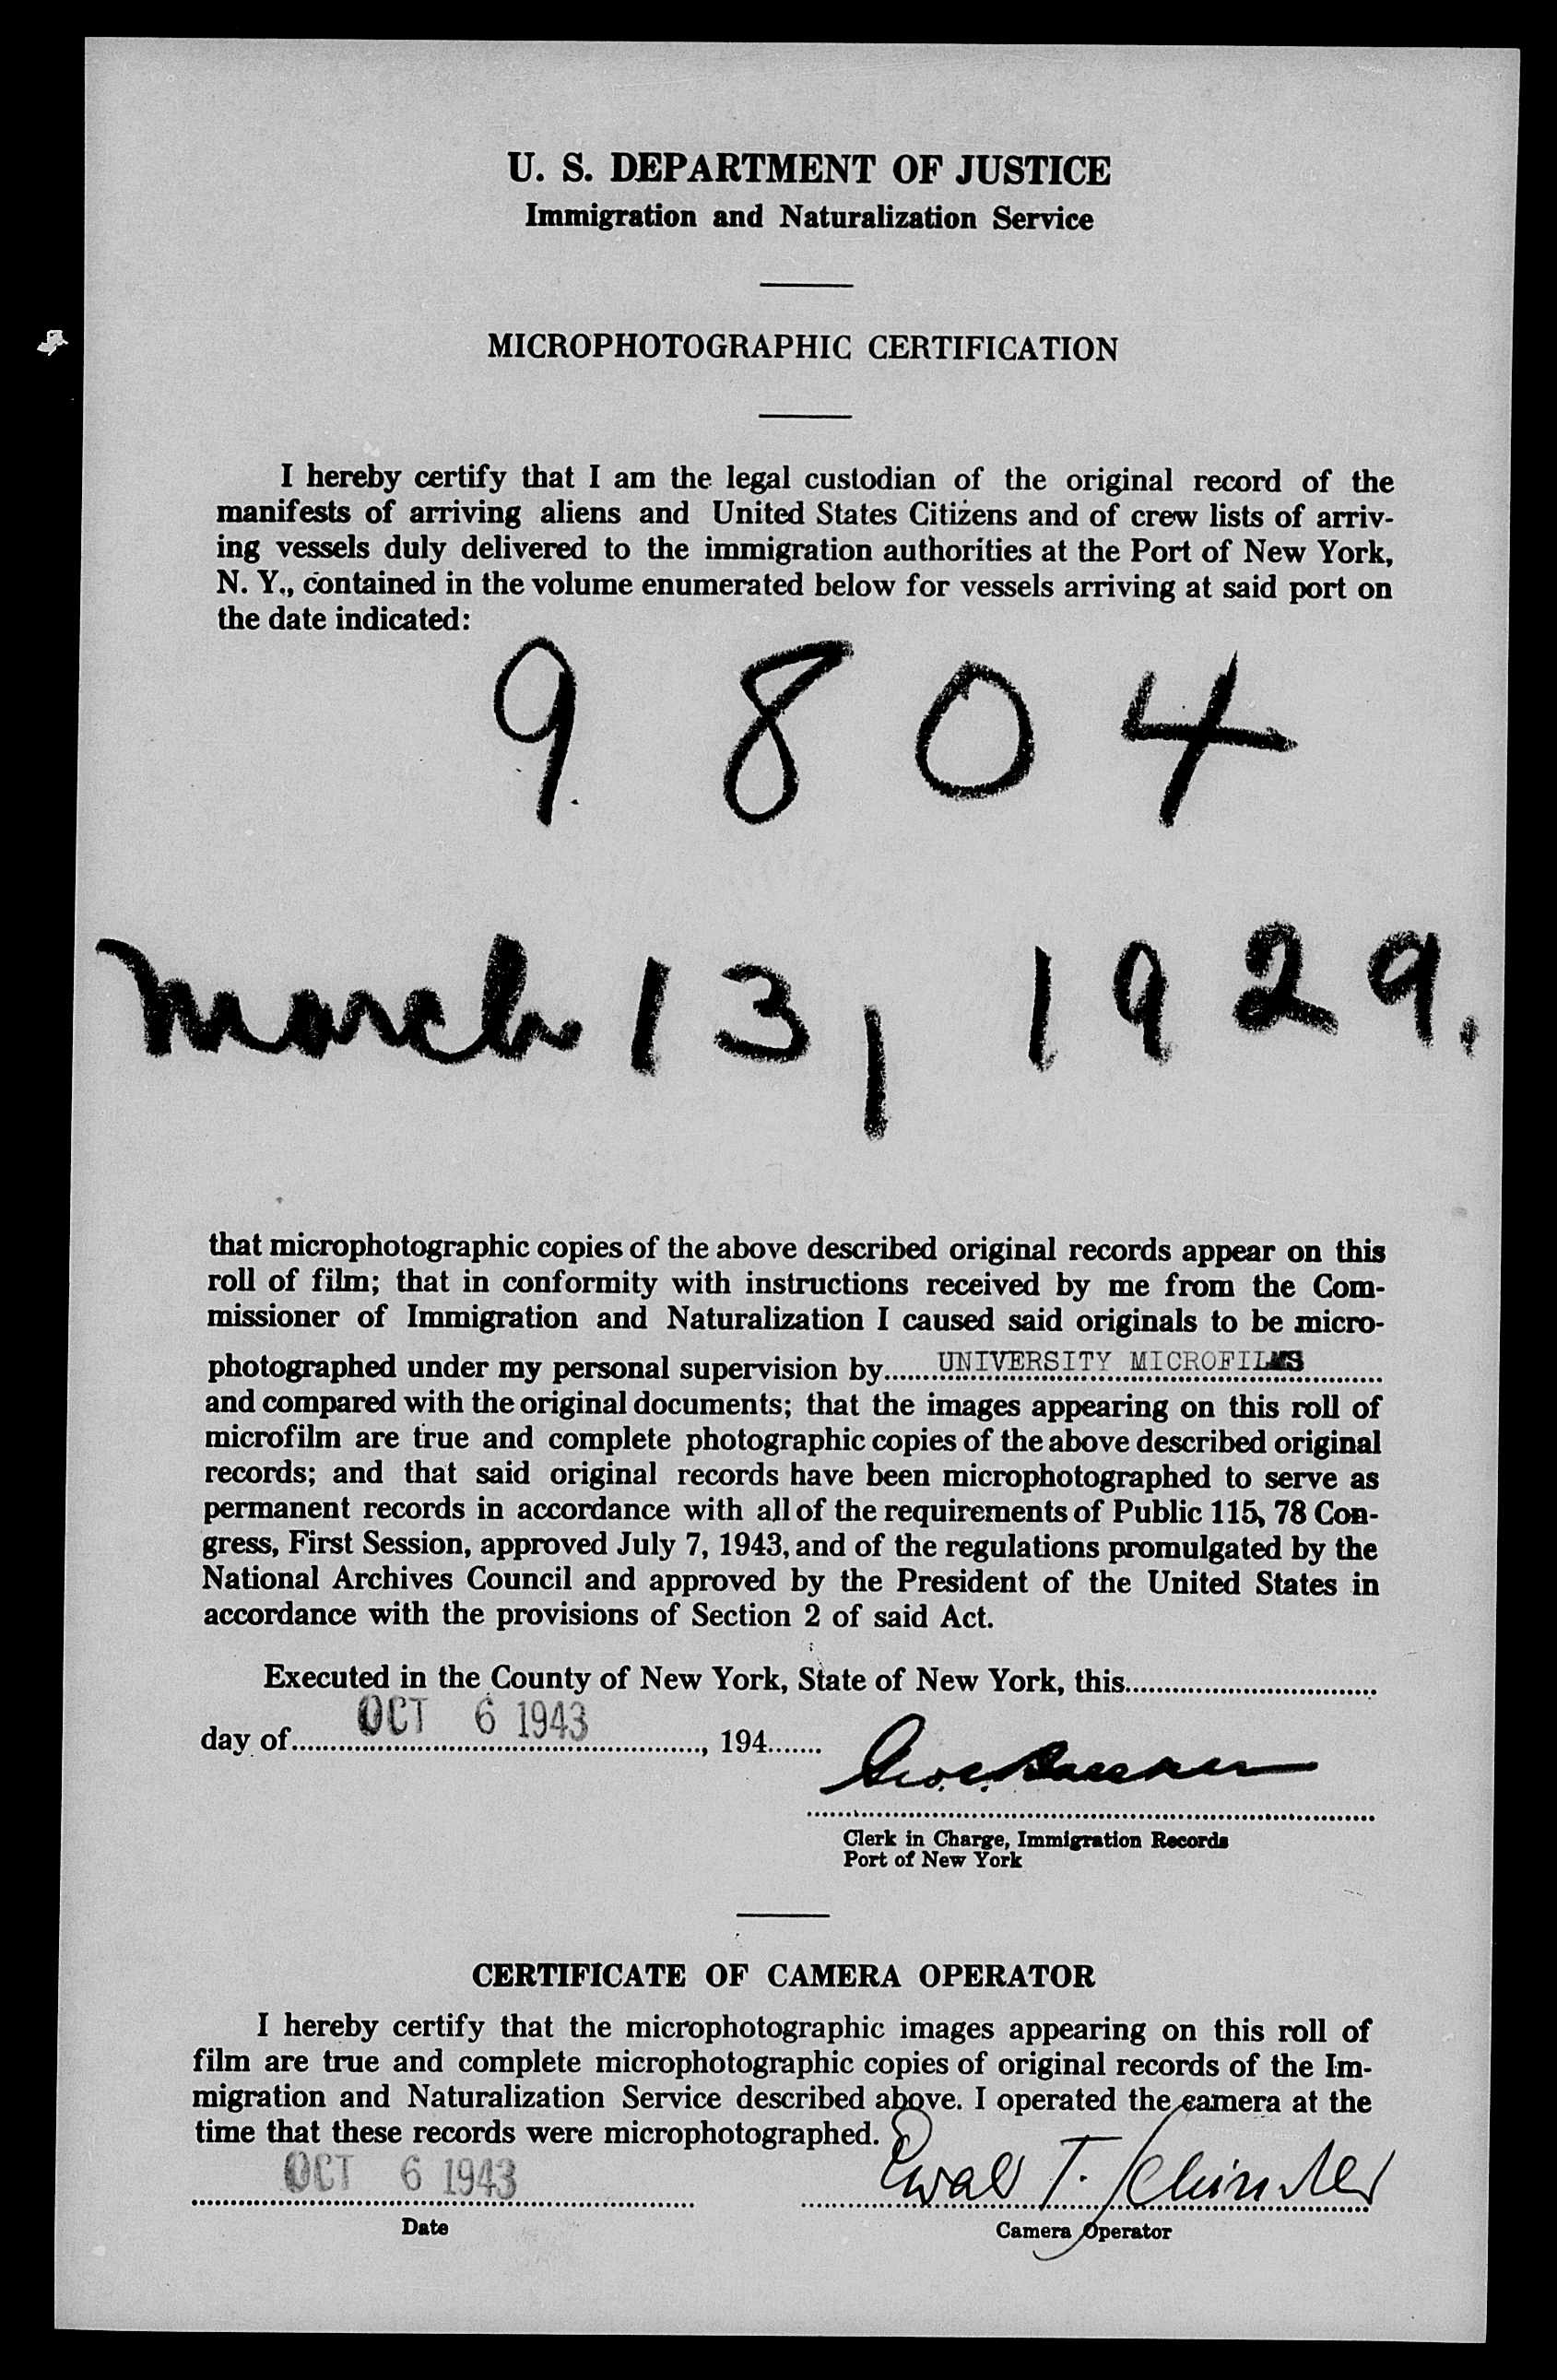 U. S. DEPARTMENT OF JUSTICE
Immigration and Naturalization Service
MICROPHOTOGRAPHIC CERTIFICATION
I hereby certify that I am the legal custodian of the original record of the
manifests of arriving aliens and United States Citizens and of crew lists of arriv-
ing vessels duly delivered to the immigration authorities at the Port of New York,
N. Y., contained in the volume enumerated below for vessels arriving at said port on
the date indicated:
9 8 0 4
March 13, 1929.
that microphotographic copies of the above described original records appear on this
roll of film; that in conformity with instructions received by me from the Com-
missioner of Immigration and Naturalization I caused said originals to be micro-
photographed under my personal supervision by UNIVERSITY MICROFILMS
and compared with the original documents; that the images appearing on this roll of
microfilm are true and complete photographic copies of the above described original
records; and that said original records have been microphotographed to serve as
permanent records in accordance with all of the requirements of Public 115, 78 Con-
gress, First Session, approved July 7, 1943, and of the regulations promulgated by the
National Archives Council and approved by the President of the United States in
accordance with the provisions of Section 2 of said Act.
Executed in the County of New York, State of New York, this
day of OCT 6 1943, 194
Clerk in Charge, Immigration Records
Port of New York
CERTIFICATE OF CAMERA OPERATOR
I hereby certify that the microphotographic images appearing on this roll of
film are true and complete microphotographic copies of original records of the Im-
migration and Naturalization Service described above. I operated the camera at the
time that these records were microphotographed.
OCT 6 1943 T.
Date
Camera Operator